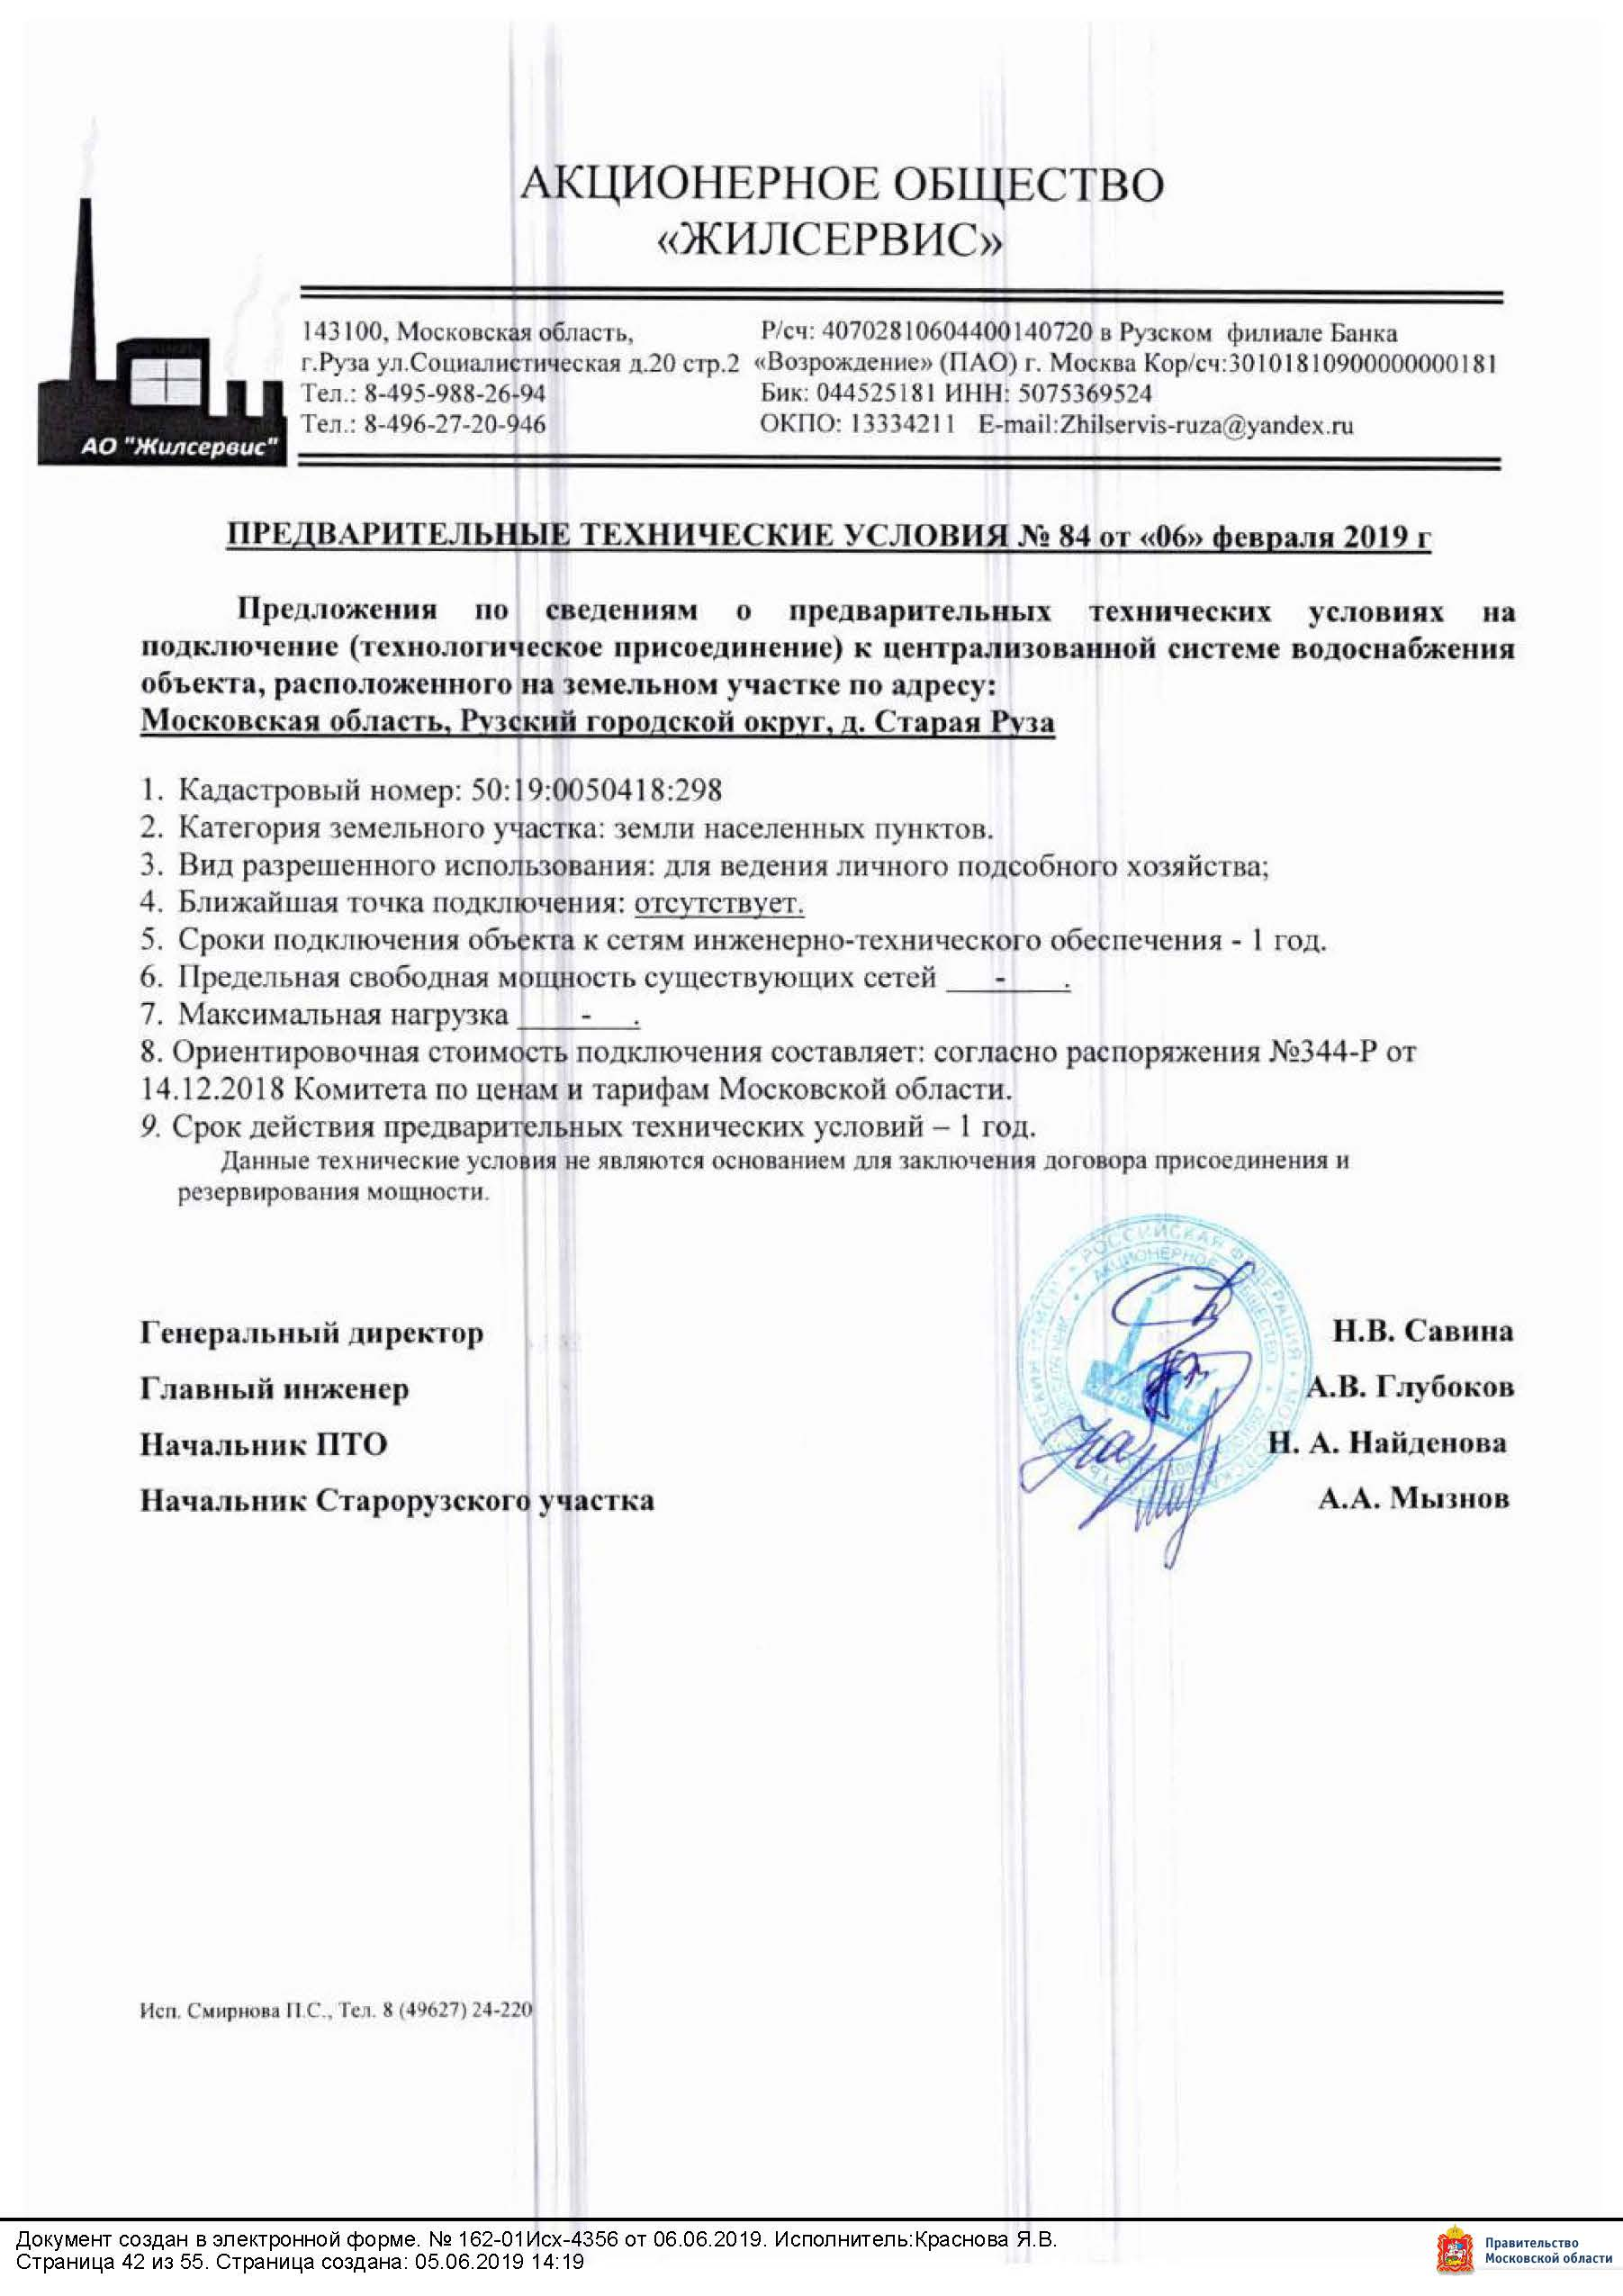 АКЦИОНЕРНОЕ ОБЩЕСТВО
«ЖИЛСЕРВИС»
АО "Жилсервис"
143100, Московская область,
г.Руза ул.Социалистическая д.20 стр.2
Тел.: 8-495-988-26-94
Тел.: 8-496-27-20-946
Р/сч: 40702810604400140720 в Рузском филиале Банка
«Возрождение» (ПАО) г. Москва Кор/сч:30101810900000000181
Бик: 044525181 ИНН: 5075369524
ОКПО: 13334211 E-mail:Zhilservis-ruza@yandex.ru
ПРЕДВАРИТЕЛЬНЫЕ ТЕХНИЧЕСКИЕ УСЛОВИЯ № 84 от «06» февраля 2019 г
Предложения по сведениям о предварительных технических условиях на
подключение (технологическое присоединение) к централизованной системе водоснабжения
объекта, расположенного на земельном участке по адресу:
Московская область, Рузский городской округ, д. Старая Руза
1. Кадастровый номер: 50:19:0050418:298
2. Категория земельного участка: земли населенных пунктов.
3. Вид разрешенного использования: для ведения личного подсобного хозяйства;
4. Ближайшая точка подключения: отсутствует.
5. Сроки подключения объекта к сетям инженерно-технического обеспечения - 1 год.
6. Предельная свободная мощность существующих сетей ___-____.
7. Максимальная нагрузка ____-___.
8. Ориентировочная стоимость подключения составляет: согласно распоряжения №344-Р от
14.12.2018 Комитета по ценам и тарифам Московской области.
9. Срок действия предварительных технических условий – 1 год.
Данные технические условия не являются основанием для заключения договора присоединения и
резервирования мощности.
РОССИЙСКАЯ ФЕДЕРАЦИЯ
АКЦИОНЕРНОЕ ОБЩЕСТВО
Генеральный директор Н.В. Савина
Главный инженер А.В. Глубоков
Начальник ПТО Н. А. Найденова
Начальник Старорузского участка А.А. Мызнов
Исп. Смирнова П.С., Тел. 8 (49627) 24-220
Документ создан в электронной форме. № 162-01Исх-4356 от 06.06.2019. Исполнитель:Краснова Я.В.
Страница 42 из 55. Страница создана: 05.06.2019 14:19
Правительство
Московской области